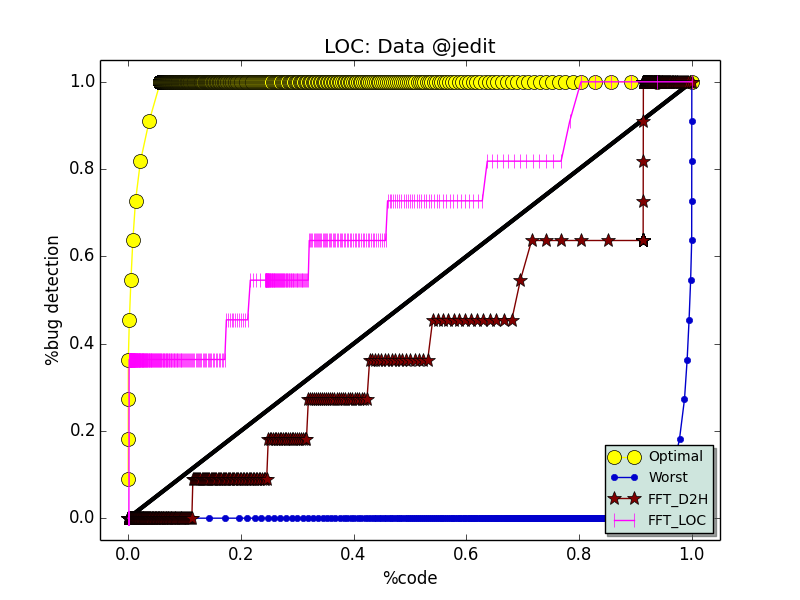 LOC: Data @jedit
1.0
0.8
0.6
0.4
0.2
0.0
%bug detection
0.0 0.2 0.4 0.6 0.8 1.0
%code
Optimal
Worst
FFT_D2H
FFT_LOC